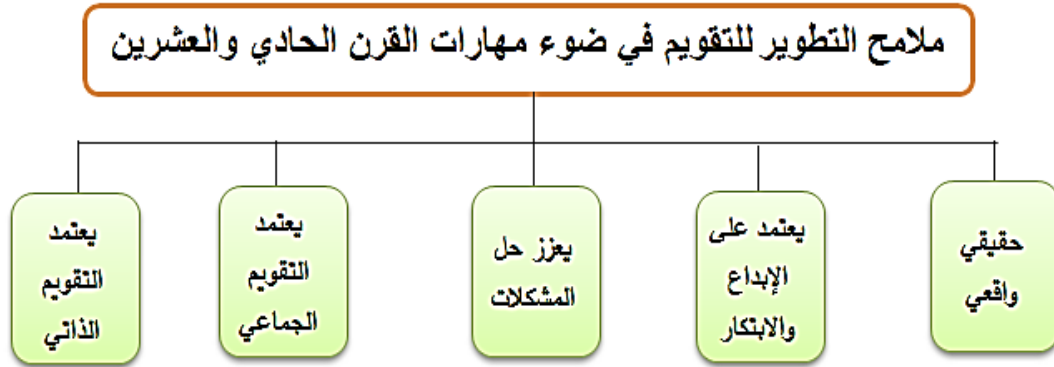 ملامح التطوير للتقويم في ضوء مهارات القرن الحادي والعشرين
حقيقي
واقعي
يعتمد على
الإبداع
والابتكار
يعزز حل
المشكلات
يعتمد
التقويم
الجماعي
يعتمد
التقويم
الذاتي